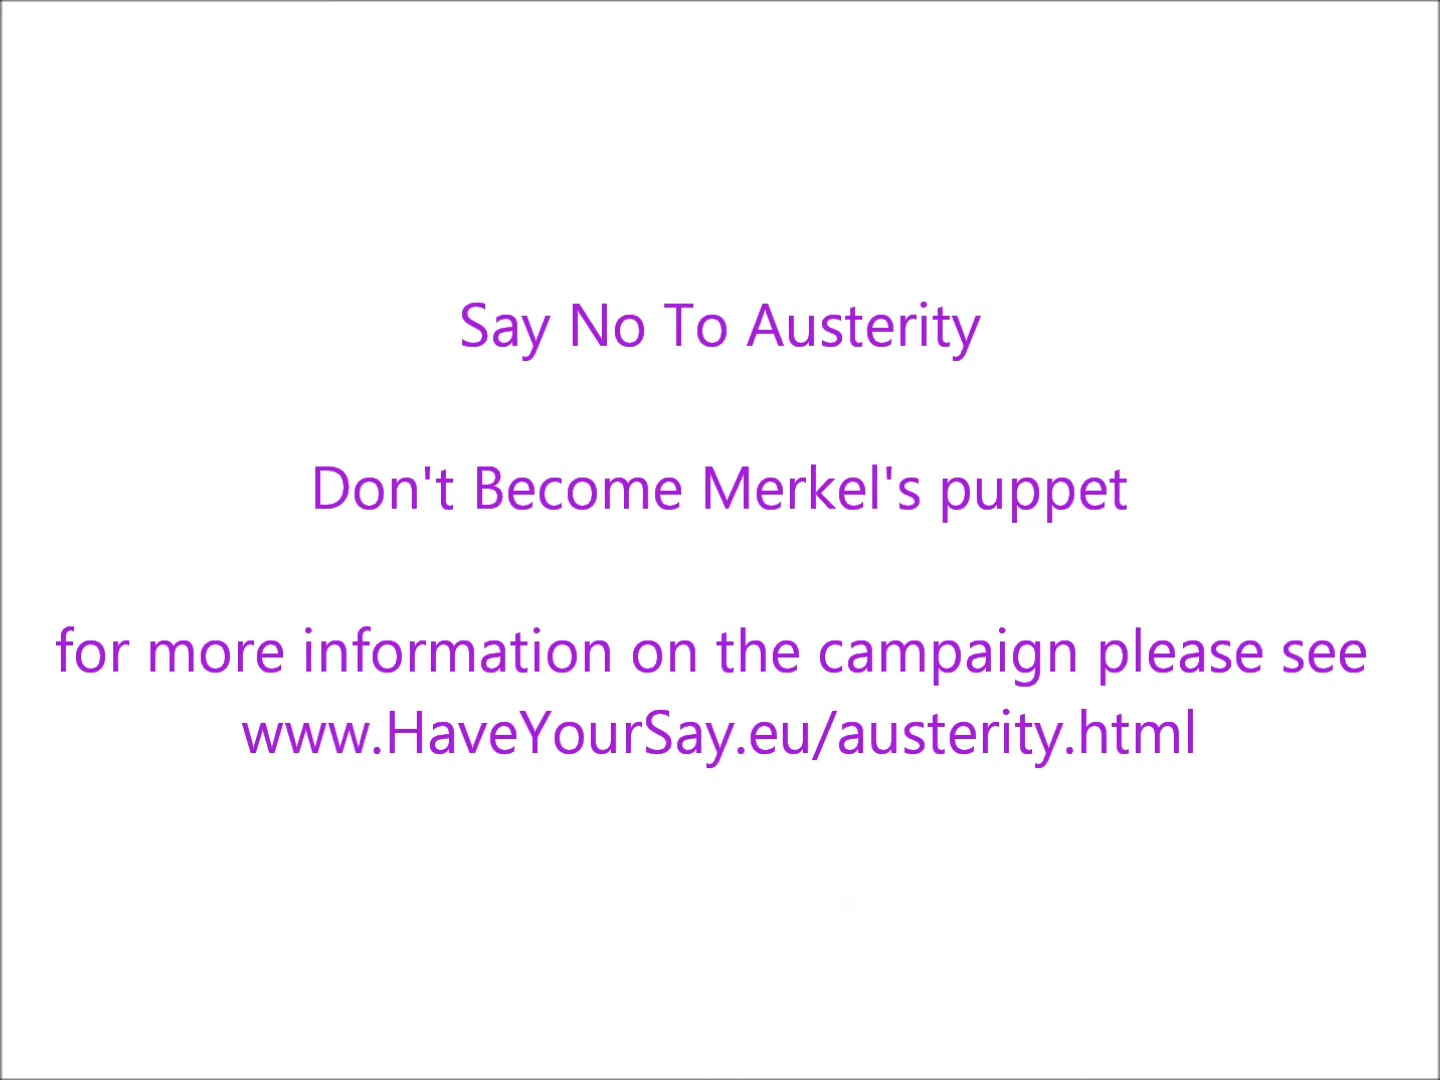 Say No To Austerity
Don't Become Merkel's puppet
for more information on the campaign please see
www.HaveYourSay.eu/austerity.html